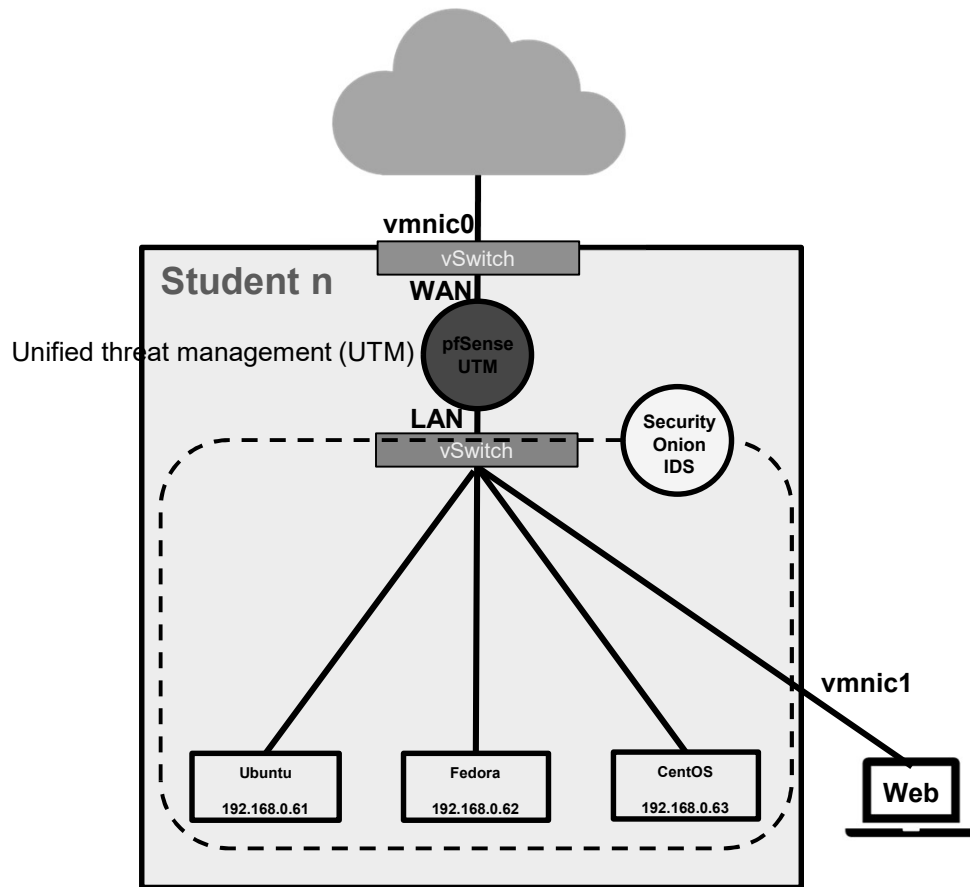 vmnic0
vSwitch
Student n
WAN
Unified threat management (UTM)
pfSense
UTM
LAN
Security
Onion
IDS
vSwitch
vmnic1
Ubuntu
192.168.0.61
Fedora
192.168.0.62
CentOS
192.168.0.63
Web